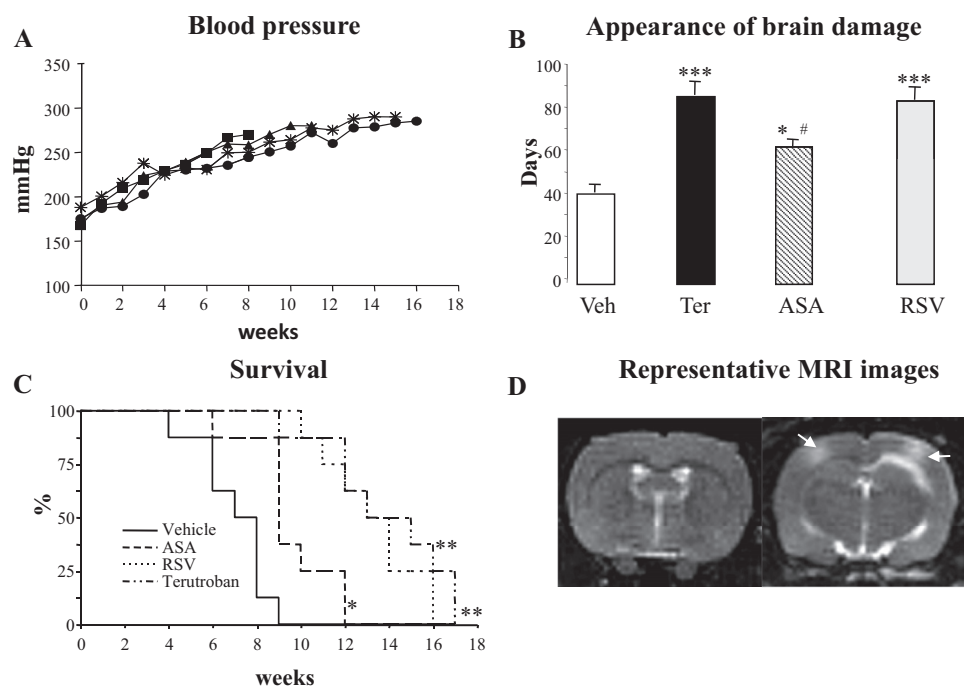 A
Blood pressure
mmHg
300
250
200
150
100
0 2 4 6 8 10 12 14 16 18
weeks
B
Appearance of brain damage
Days
100
80
60
40
20
0
***
* #
***
Veh Ter ASA RSV
C
Survival
%
100
75
50
25
0
Vehicle
ASA
RSV
Terutroban
**
*
**
0 2 4 6 8 10 12 14 16 18
weeks
D
Representative MRI images